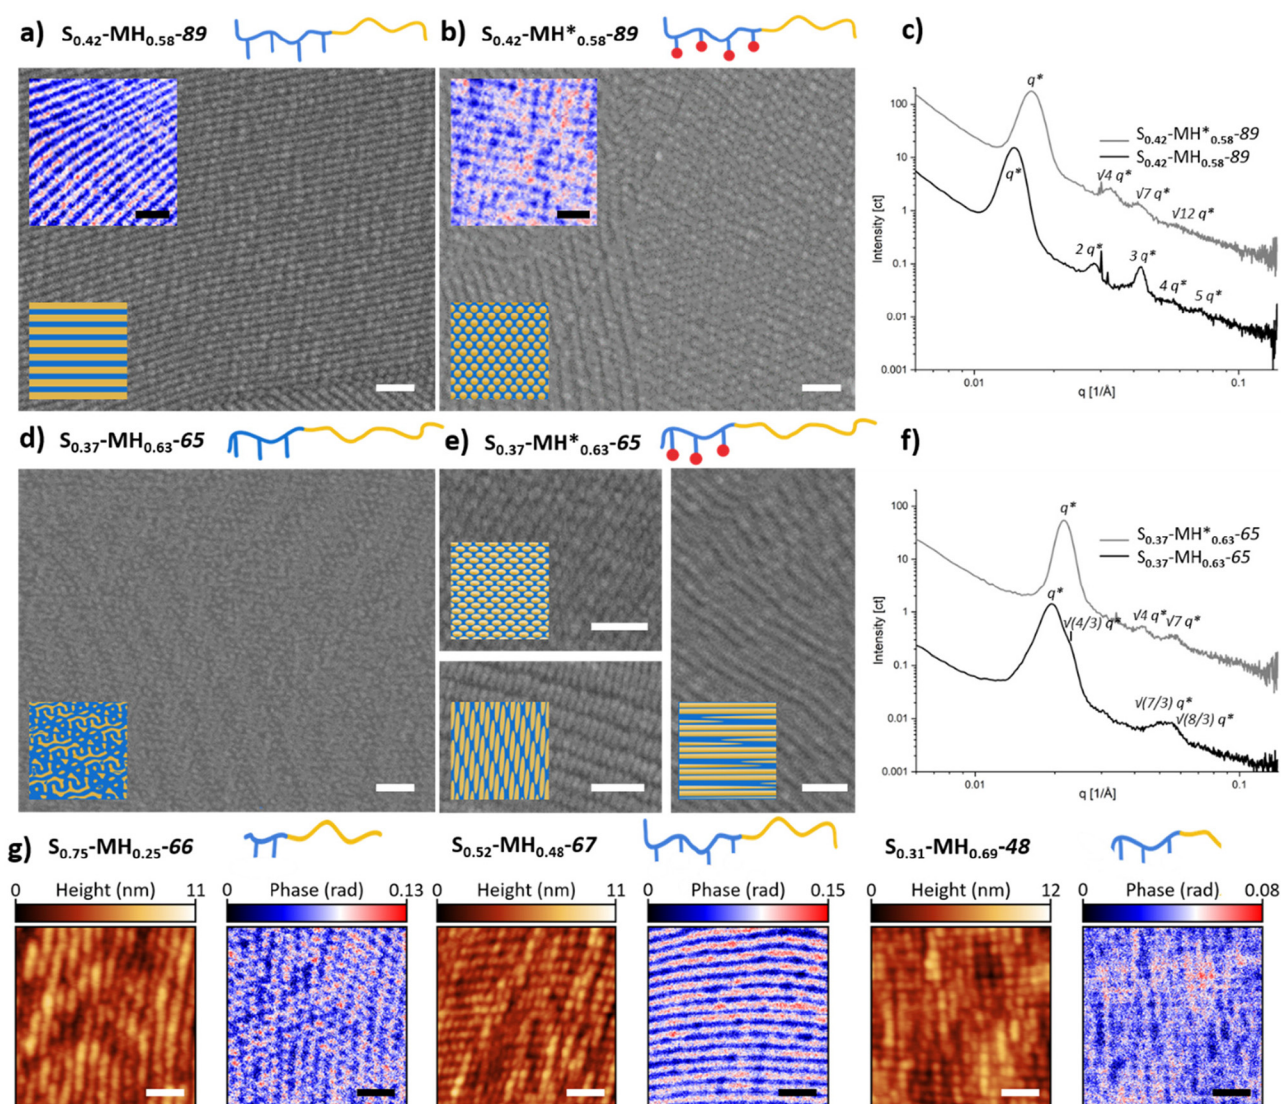 a) S0.42-MH0.58-89
b) S0.42-MH*0.58-89
c)
q*
S0.42-MH*0.58-89
S0.42-MH0.58-89
q*
√4 q*
√7 q*
√12 q*
2 q*
3 q*
4 q*
5 q*
100
10
1
0.1
0.01
0.001
Intensity [ct]
0.01
0.1
q [1/Å]
d) S0.37-MH0.63-65
e) S0.37-MH*0.63-65
f)
q*
S0.37-MH*0.63-65
S0.37-MH0.63-65
q*
√(4/3) q*
√4 q*
√7 q*
√(7/3) q*
√(8/3) q*
100
10
1
0.1
0.01
0.001
Intensity [ct]
0.01
0.1
q [1/Å]
g) S0.75-MH0.25-66
S0.52-MH0.48-67
S0.31-MH0.69-48
0 Height (nm) 11
0 Phase (rad) 0.13
0 Height (nm) 11
0 Phase (rad) 0.15
0 Height (nm) 12
0 Phase (rad) 0.08